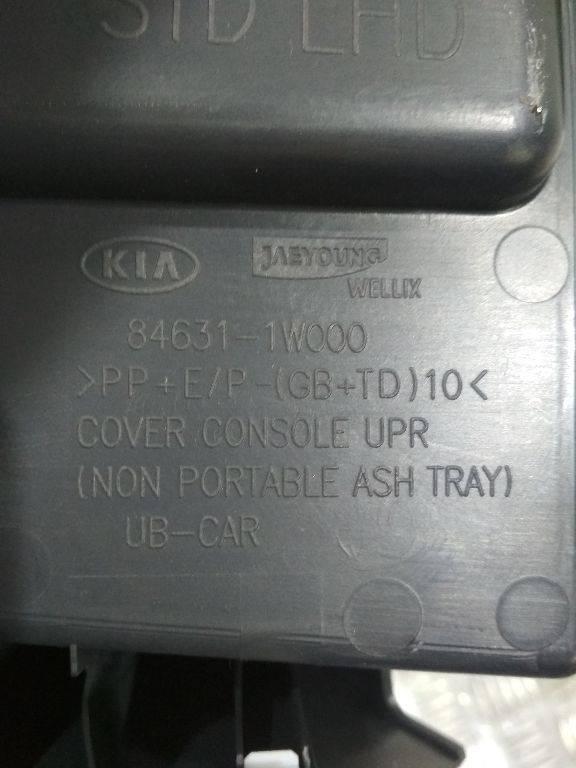 STD LHD
KIA
JAEYOUNG
WELLIX
84631-1W000
>PP+E/P-(GB+TD)10<
COVER CONSOLE UPR
(NON PORTABLE ASH TRAY)
UB-CAR